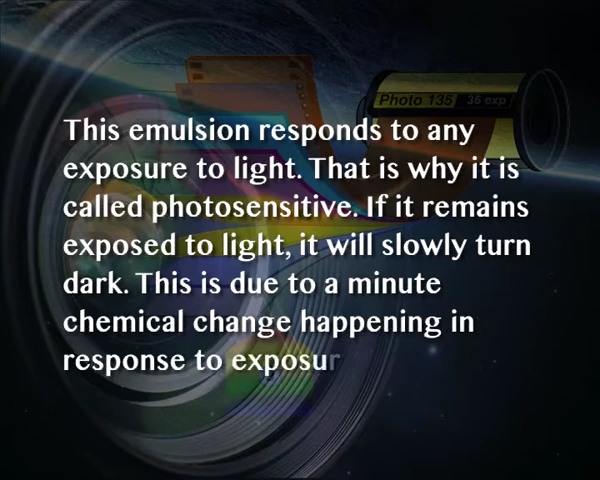 Photo 135 36 exp
This emulsion responds to any
exposure to light. That is why it is
called photosensitive. If it remains
exposed to light, it will slowly turn
dark. This is due to a minute
chemical change happening in
response to exposur